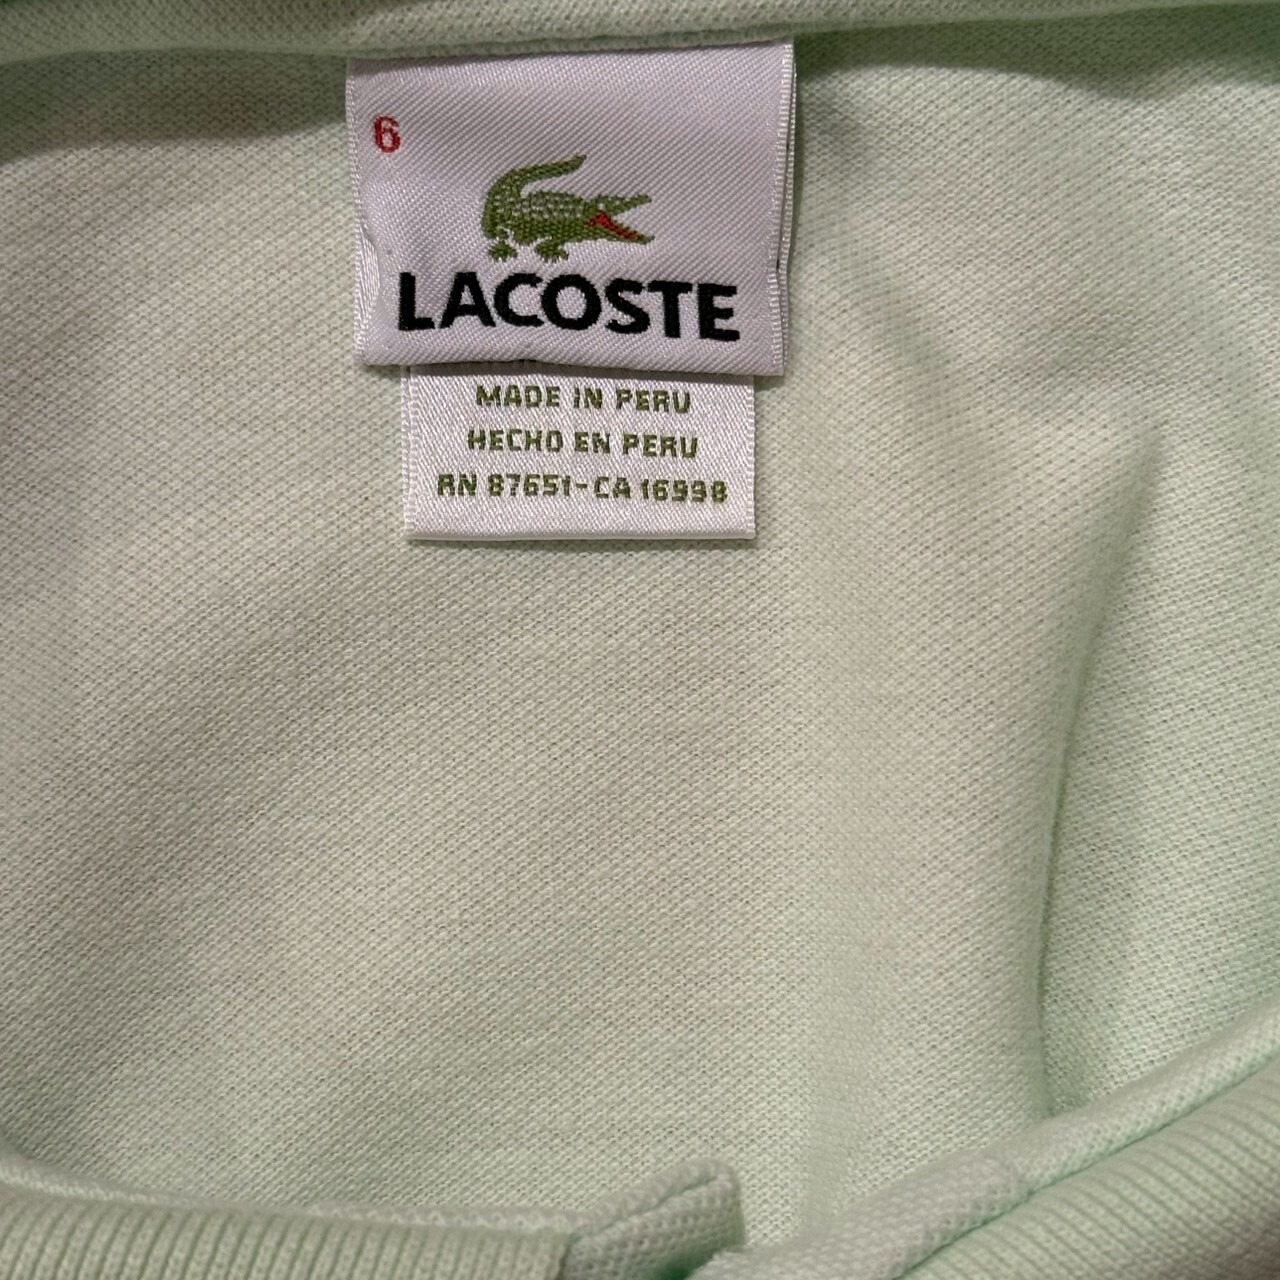 6
LACOSTE
MADE IN PERU
HECHO EN PERU
RN 87651-CA 16998